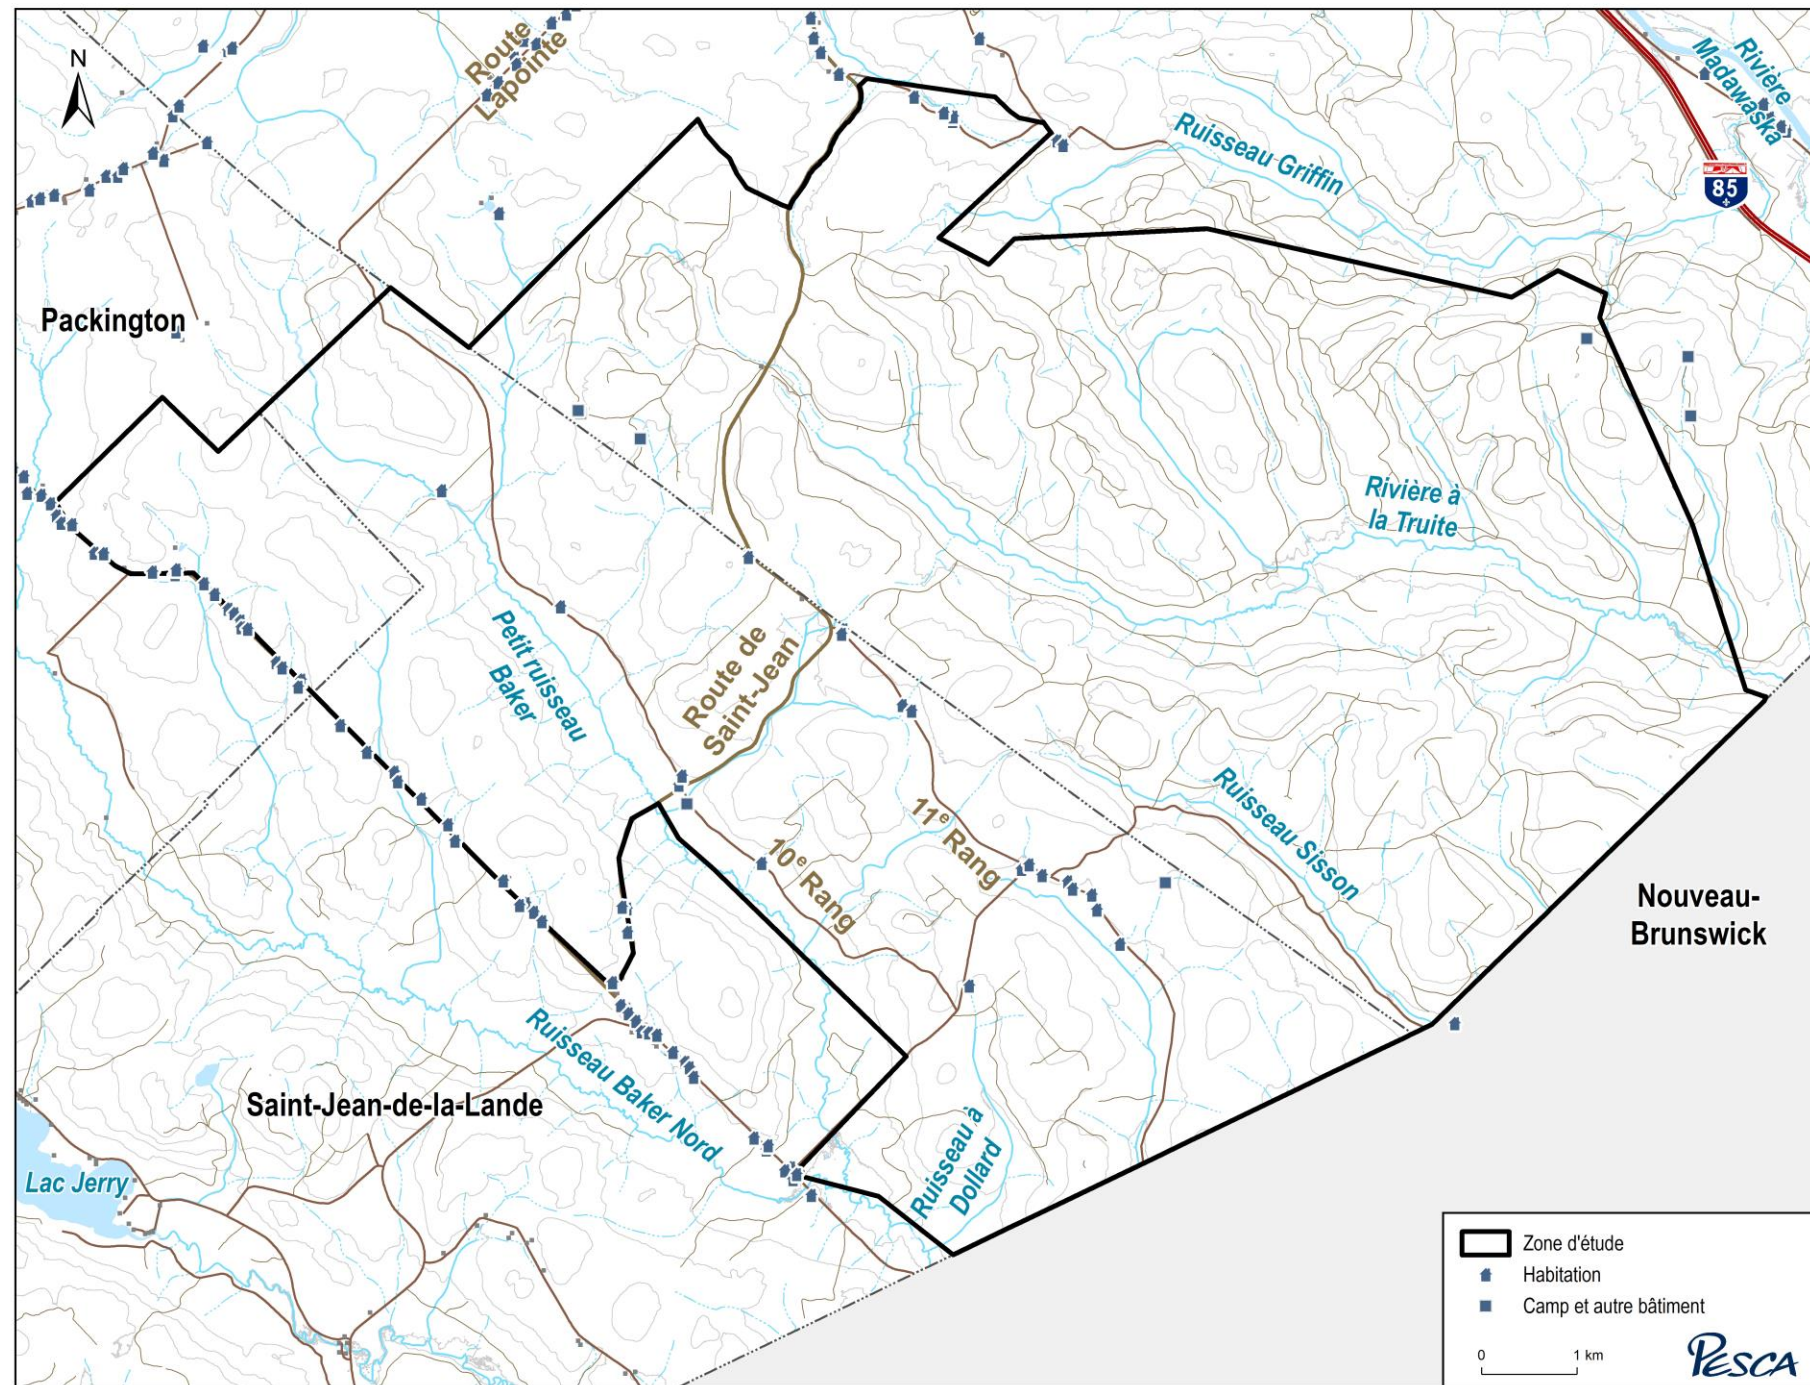 N
Route
Lapointe
Rivière
Madawaska
85
Ruisseau Griffin
Packington
Rivière à
la Truite
Petit ruisseau
Baker
Route de
Saint-Jean
10e Rang
11e Rang
Ruisseau Sisson
Nouveau-
Brunswick
Ruisseau Baker Nord
Saint-Jean-de-la-Lande
Ruisseau à
Dollard
Lac Jerry
Zone d'étude
Habitation
Camp et autre bâtiment
0 1 km
PESCA